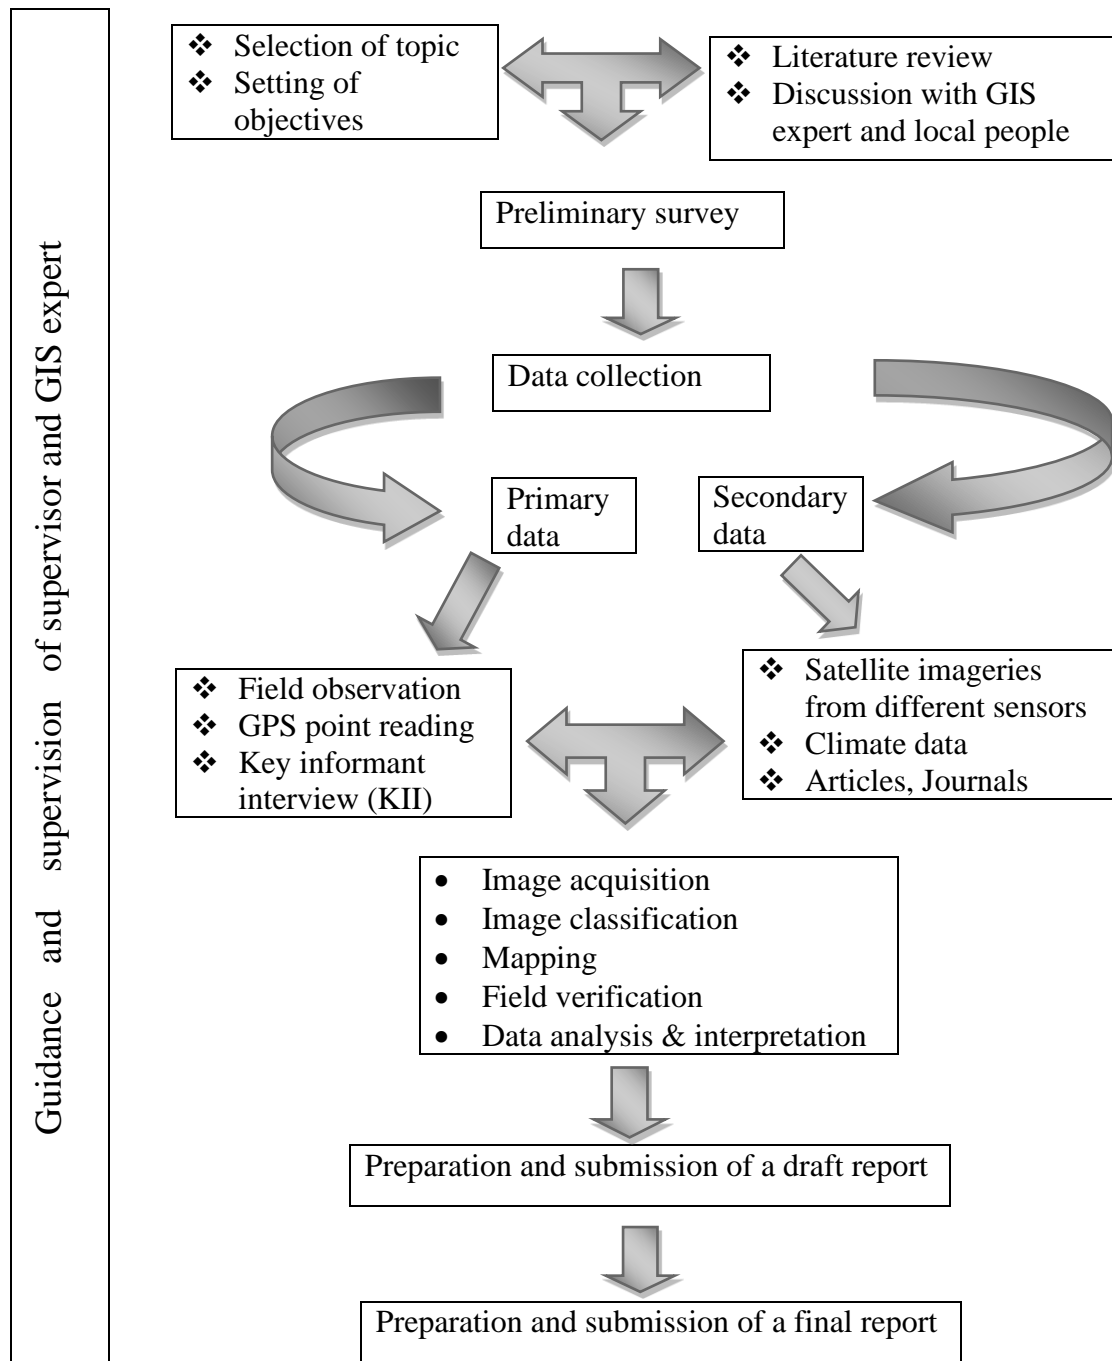 Guidance and supervision of supervisor and GIS expert
❖ Selection of topic
❖ Setting of
objectives
❖ Literature review
❖ Discussion with GIS
expert and local people
Preliminary survey
Data collection
Primary
data
Secondary
data
❖ Field observation
❖ GPS point reading
❖ Key informant
interview (KII)
❖ Satellite imageries
from different sensors
❖ Climate data
❖ Articles, Journals
• Image acquisition
• Image classification
• Mapping
• Field verification
• Data analysis & interpretation
Preparation and submission of a draft report
Preparation and submission of a final report